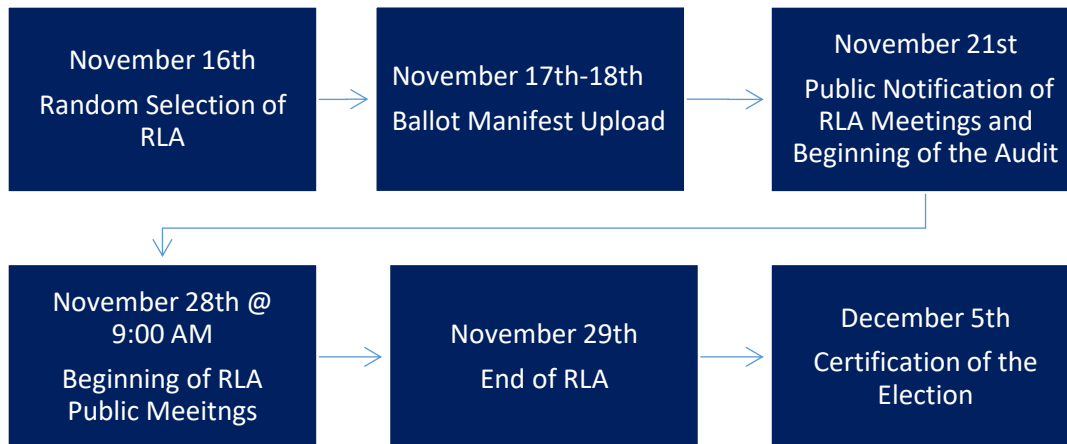 November 16th
Random Selection of
RLA
November 17th-18th
Ballot Manifest Upload
November 21st
Public Notification of
RLA Meetings and
Beginning of the Audit
November 28th @
9:00 AM
Beginning of RLA
Public Meeitngs
November 29th
End of RLA
December 5th
Certification of the
Election